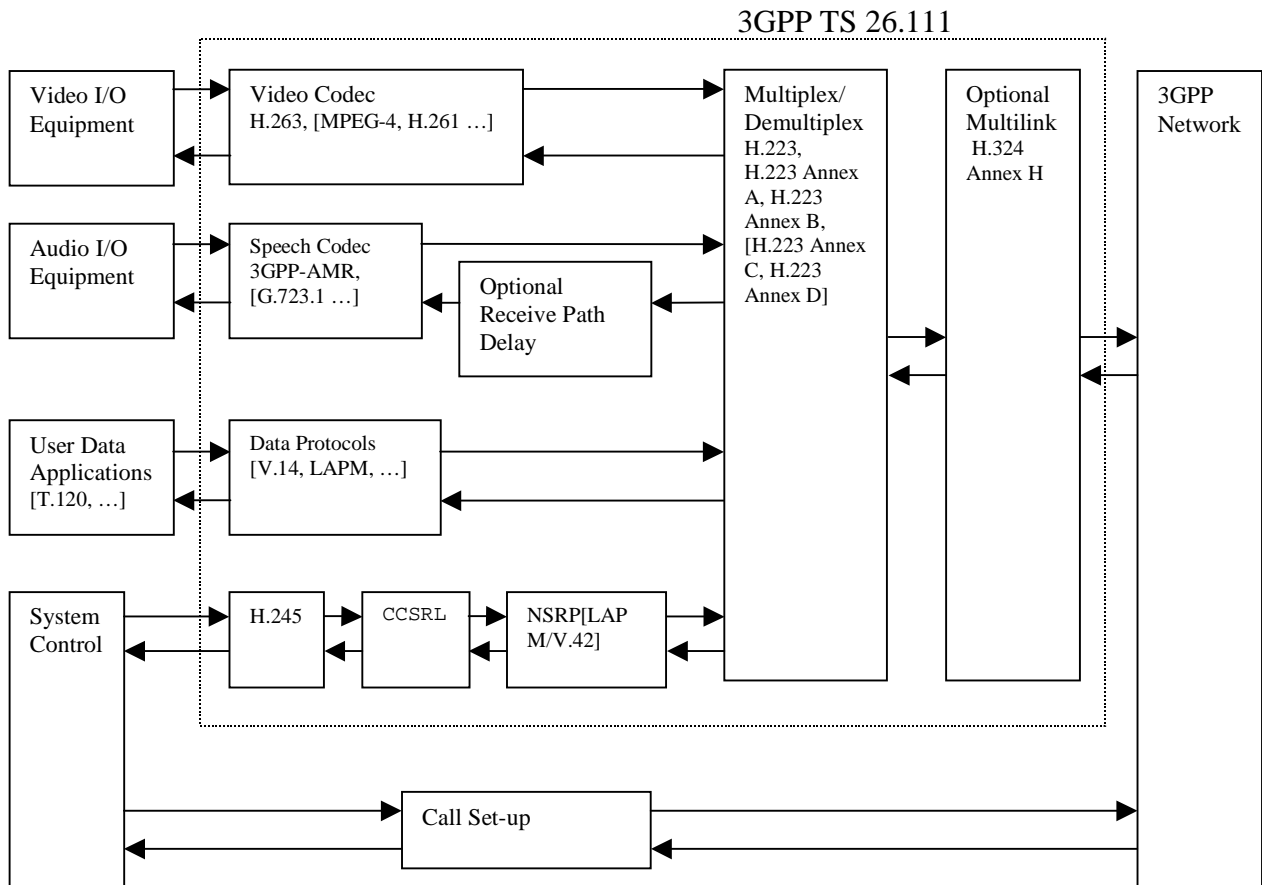 3GPP TS 26.111
Video I/O
Equipment
Video Codec
H.263, [MPEG-4, H.261 …]
Multiplex/
Demultiplex
H.223,
H.223 Annex
A, H.223
Annex B,
[H.223 Annex
C, H.223
Annex D]
Optional
Multilink
H.324
Annex H
3GPP
Network
Audio I/O
Equipment
Speech Codec
3GPP-AMR,
[G.723.1 …]
Optional
Receive Path
Delay
User Data
Applications
[T.120, …]
Data Protocols
[V.14, LAPM, …]
System
Control
H.245
CCSRL
NSRP[LAP
M/V.42]
Call Set-up